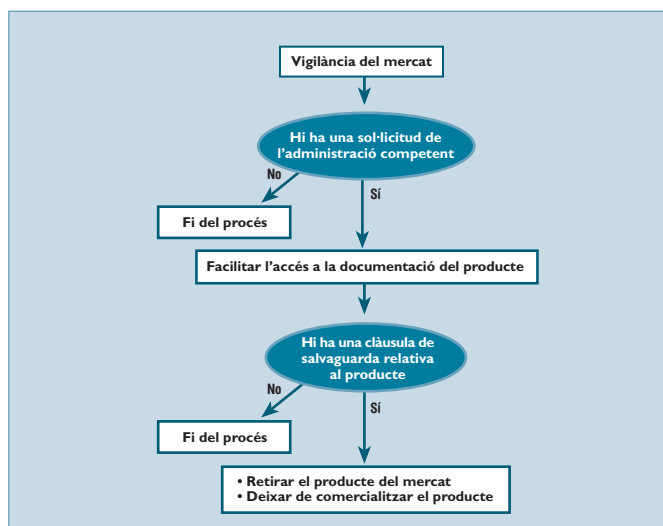 Vigilància del mercat
Hi ha una sol·licitud de
l'administració competent
No
Sí
Fi del procés
Facilitar l'accés a la documentació del producte
Hi ha una clàusula de
salvaguarda relativa
al producte
No
Sí
Fi del procés
• Retirar el producte del mercat
• Deixar de comercialitzar el producte